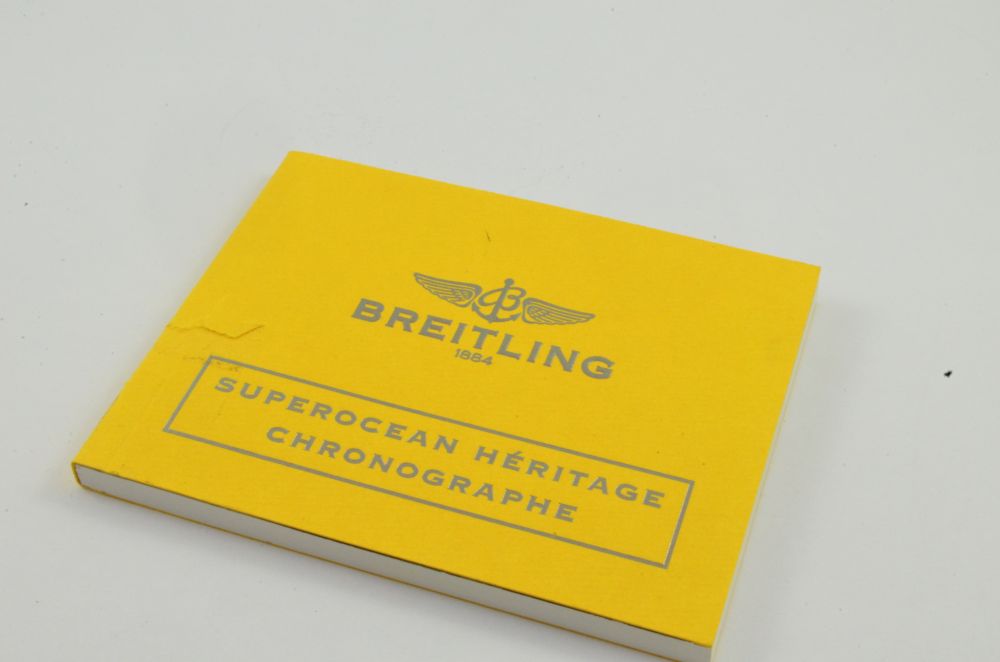 B
BREITLING
1884
SUPEROCEAN HÉRITAGE
CHRONOGRAPHE